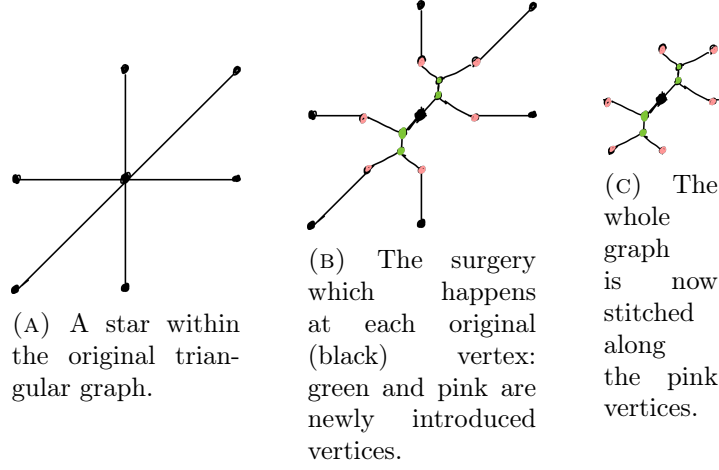 (A) A star within
the original trian-
gular graph.
(B) The surgery
which happens
at each original
(black) vertex:
green and pink are
newly introduced
vertices.
(C) The
whole
graph
is now
stitched
along
the pink
vertices.